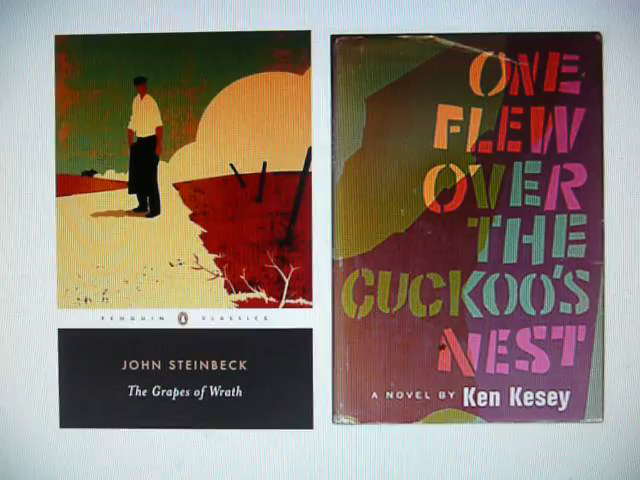 PENGUIN CLASSICS
JOHN STEINBECK
The Grapes of Wrath
ONE
FLEW
OVER
THE
CUCKOO'S
NEST
A NOVEL BY Ken Kesey